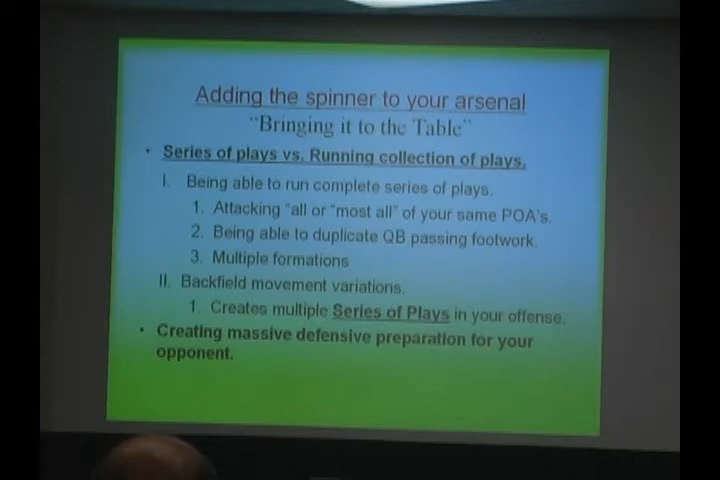 Adding the spinner to your arsenal
"Bringing it to the Table"
• Series of plays vs. Running collection of plays.
I. Being able to run complete series of plays.
1. Attacking "all or "most all" of your same POA's.
2. Being able to duplicate QB passing footwork.
3. Multiple formations
II. Backfield movement variations.
1. Creates multiple Series of Plays in your offense.
• Creating massive defensive preparation for your
opponent.